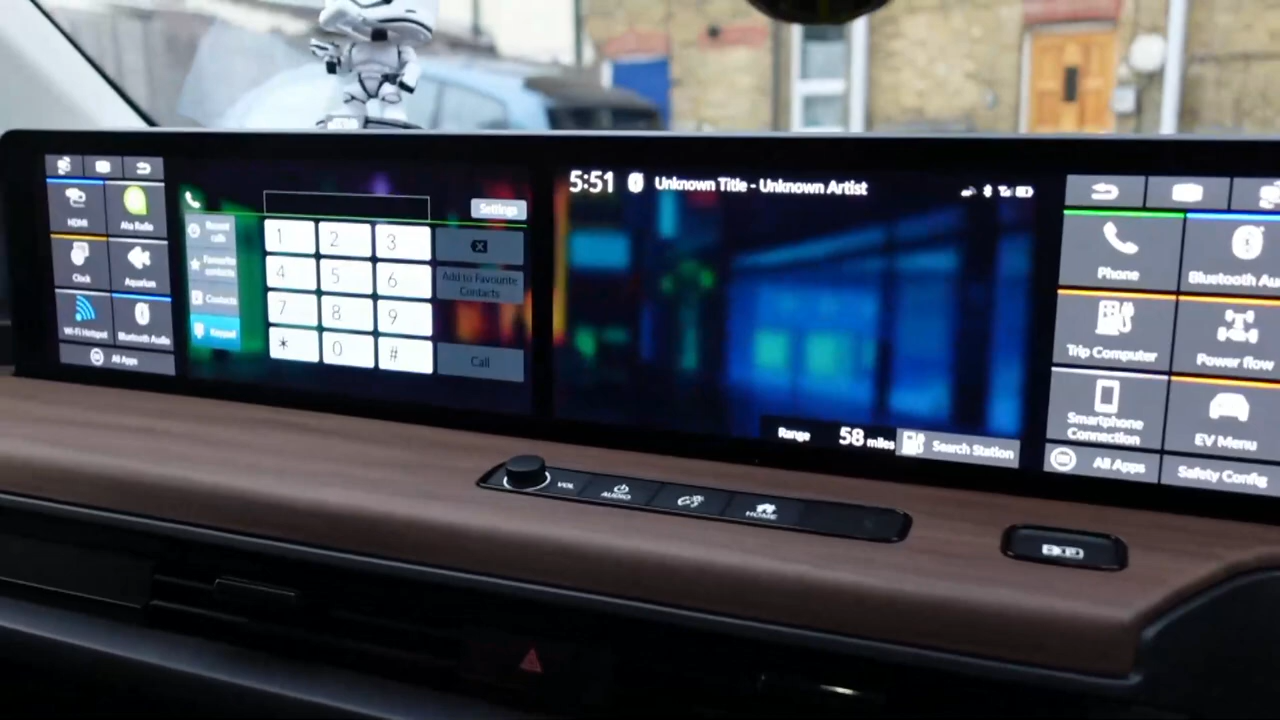 HDMI
Aha Radio
Clock
Aquarium
Wi-Fi Hotspot
Bluetooth Audio
All Apps
Settings
Recent
calls
Favourite
contacts
Contacts
Keypad
1
2
3
4
5
6
7
8
9
*
0
#
Add to Favourite
Contacts
Call
5:51
Unknown Title - Unknown Artist
Range
58 miles
Search Station
Phone
Bluetooth Au
Trip Computer
Power flow
Smartphone
Connection
EV Menu
All Apps
Safety Config
VOL
AUDIO
HOME